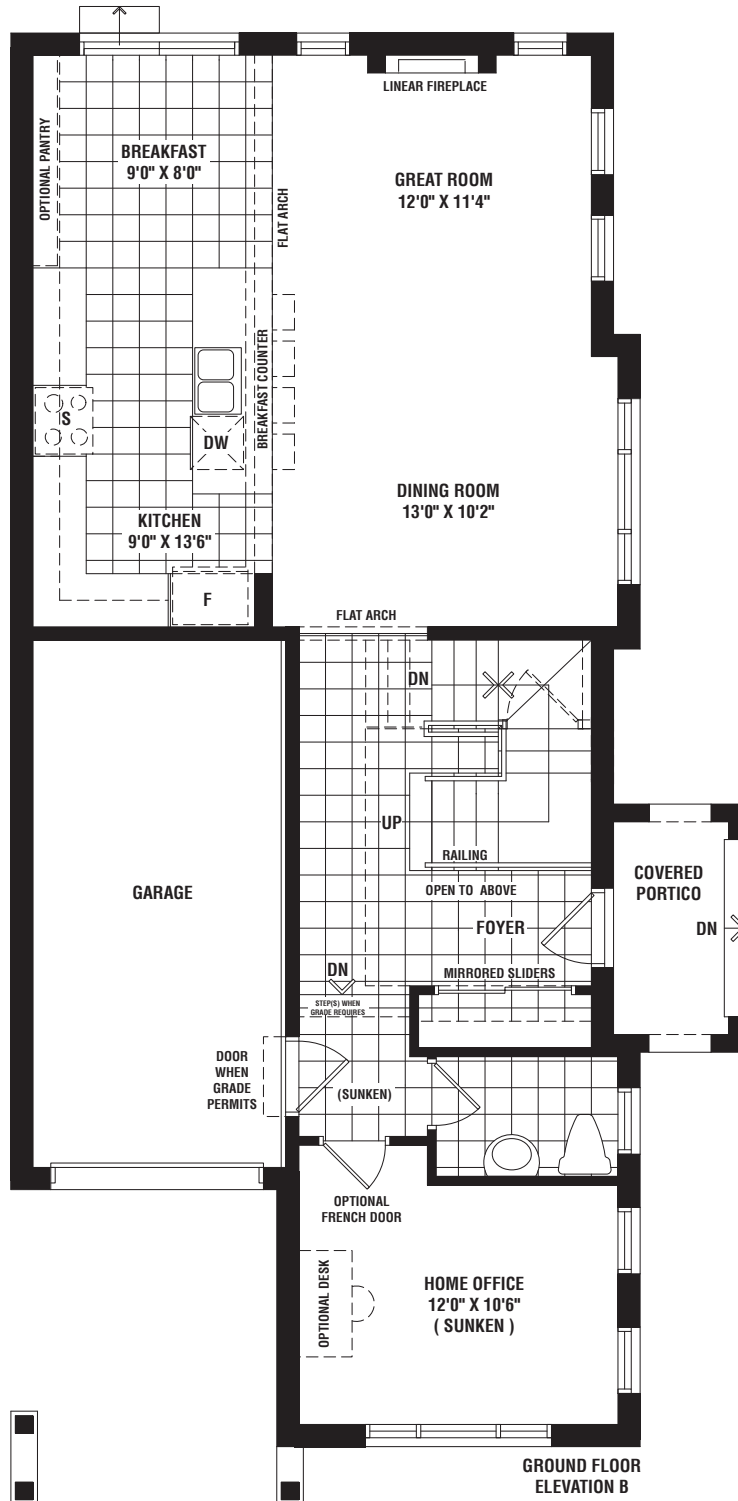 LINEAR FIREPLACE
OPTIONAL PANTRY
BREAKFAST
9'0" X 8'0"
FLAT ARCH
GREAT ROOM
12'0" X 11'4"
BREAKFAST COUNTER
S
DW
KITCHEN
9'0" X 13'6"
DINING ROOM
13'0" X 10'2"
F
FLAT ARCH
DN
UP
RAILING
OPEN TO ABOVE
FOYER
COVERED
PORTICO
DN
GARAGE
DN
MIRRORED SLIDERS
STEP(S) WHEN
GRADE REQUIRES
DOOR
WHEN
GRADE
PERMITS
(SUNKEN)
OPTIONAL
FRENCH DOOR
OPTIONAL DESK
HOME OFFICE
12'0" X 10'6"
( SUNKEN )
GROUND FLOOR
ELEVATION B